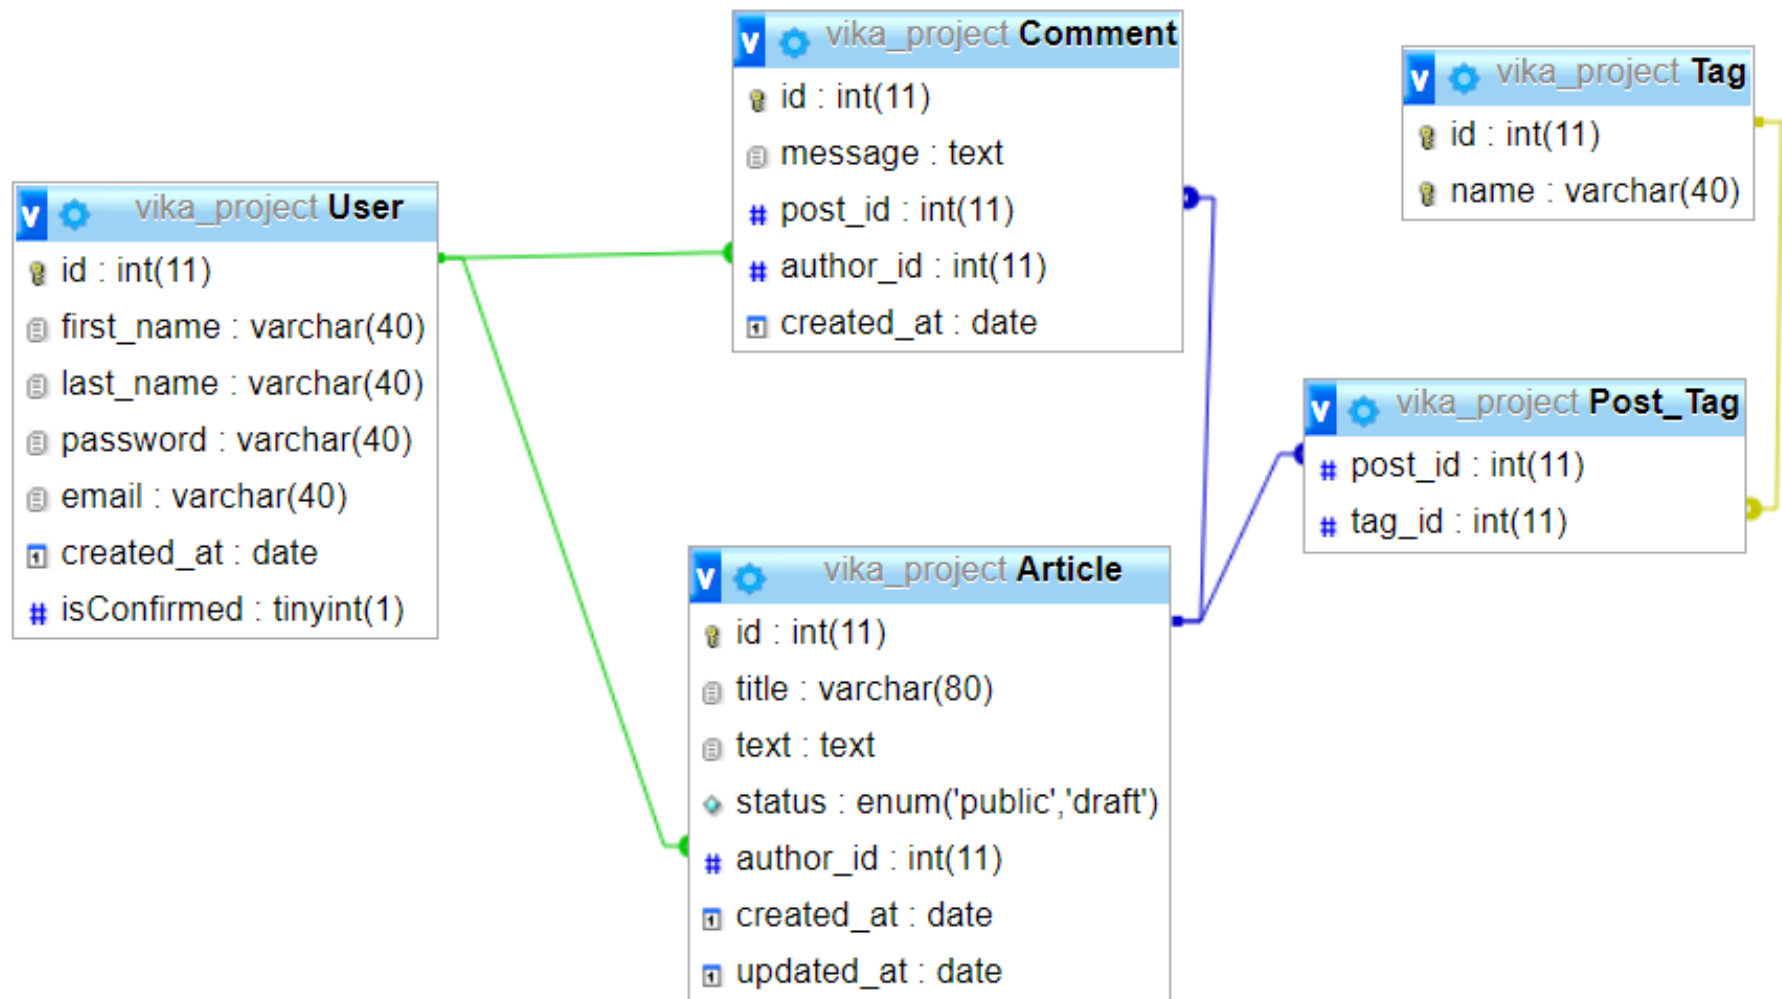 v vika_project User
id : int(11)
first_name : varchar(40)
last_name : varchar(40)
password : varchar(40)
email : varchar(40)
created_at : date
# isConfirmed : tinyint(1)
v vika_project Comment
id : int(11)
message : text
# post_id : int(11)
# author_id : int(11)
created_at : date
v vika_project Article
id : int(11)
title : varchar(80)
text : text
status : enum('public','draft')
# author_id : int(11)
created_at : date
updated_at : date
v vika_project Tag
id : int(11)
name : varchar(40)
v vika_project Post_Tag
# post_id : int(11)
# tag_id : int(11)